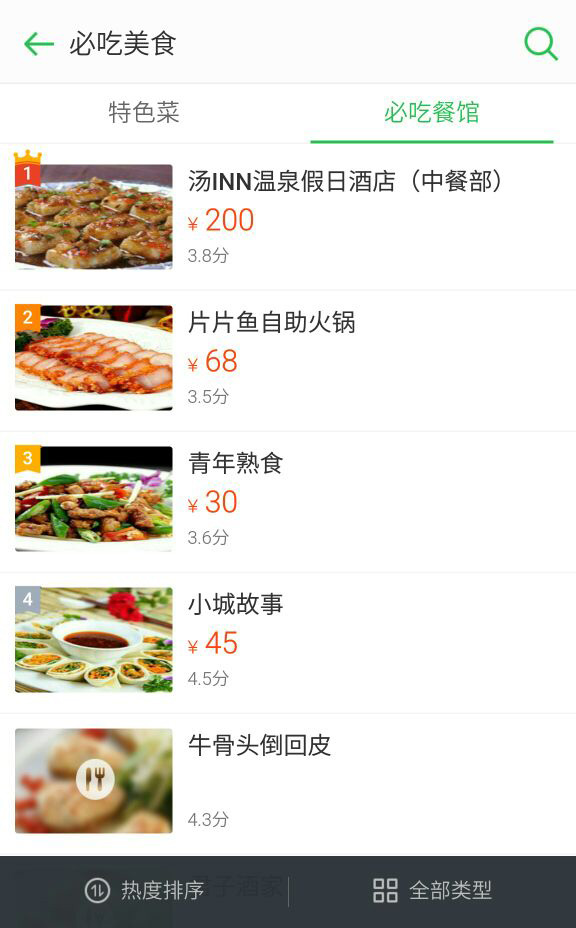 必吃美食
特色菜
必吃餐馆
1
汤INN温泉假日酒店（中餐部）
¥ 200
3.8分
2
片片鱼自助火锅
¥ 68
3.5分
3
青年熟食
¥ 30
3.6分
4
小城故事
¥ 45
4.5分
牛骨头倒回皮
4.3分
热度排序
全部类型